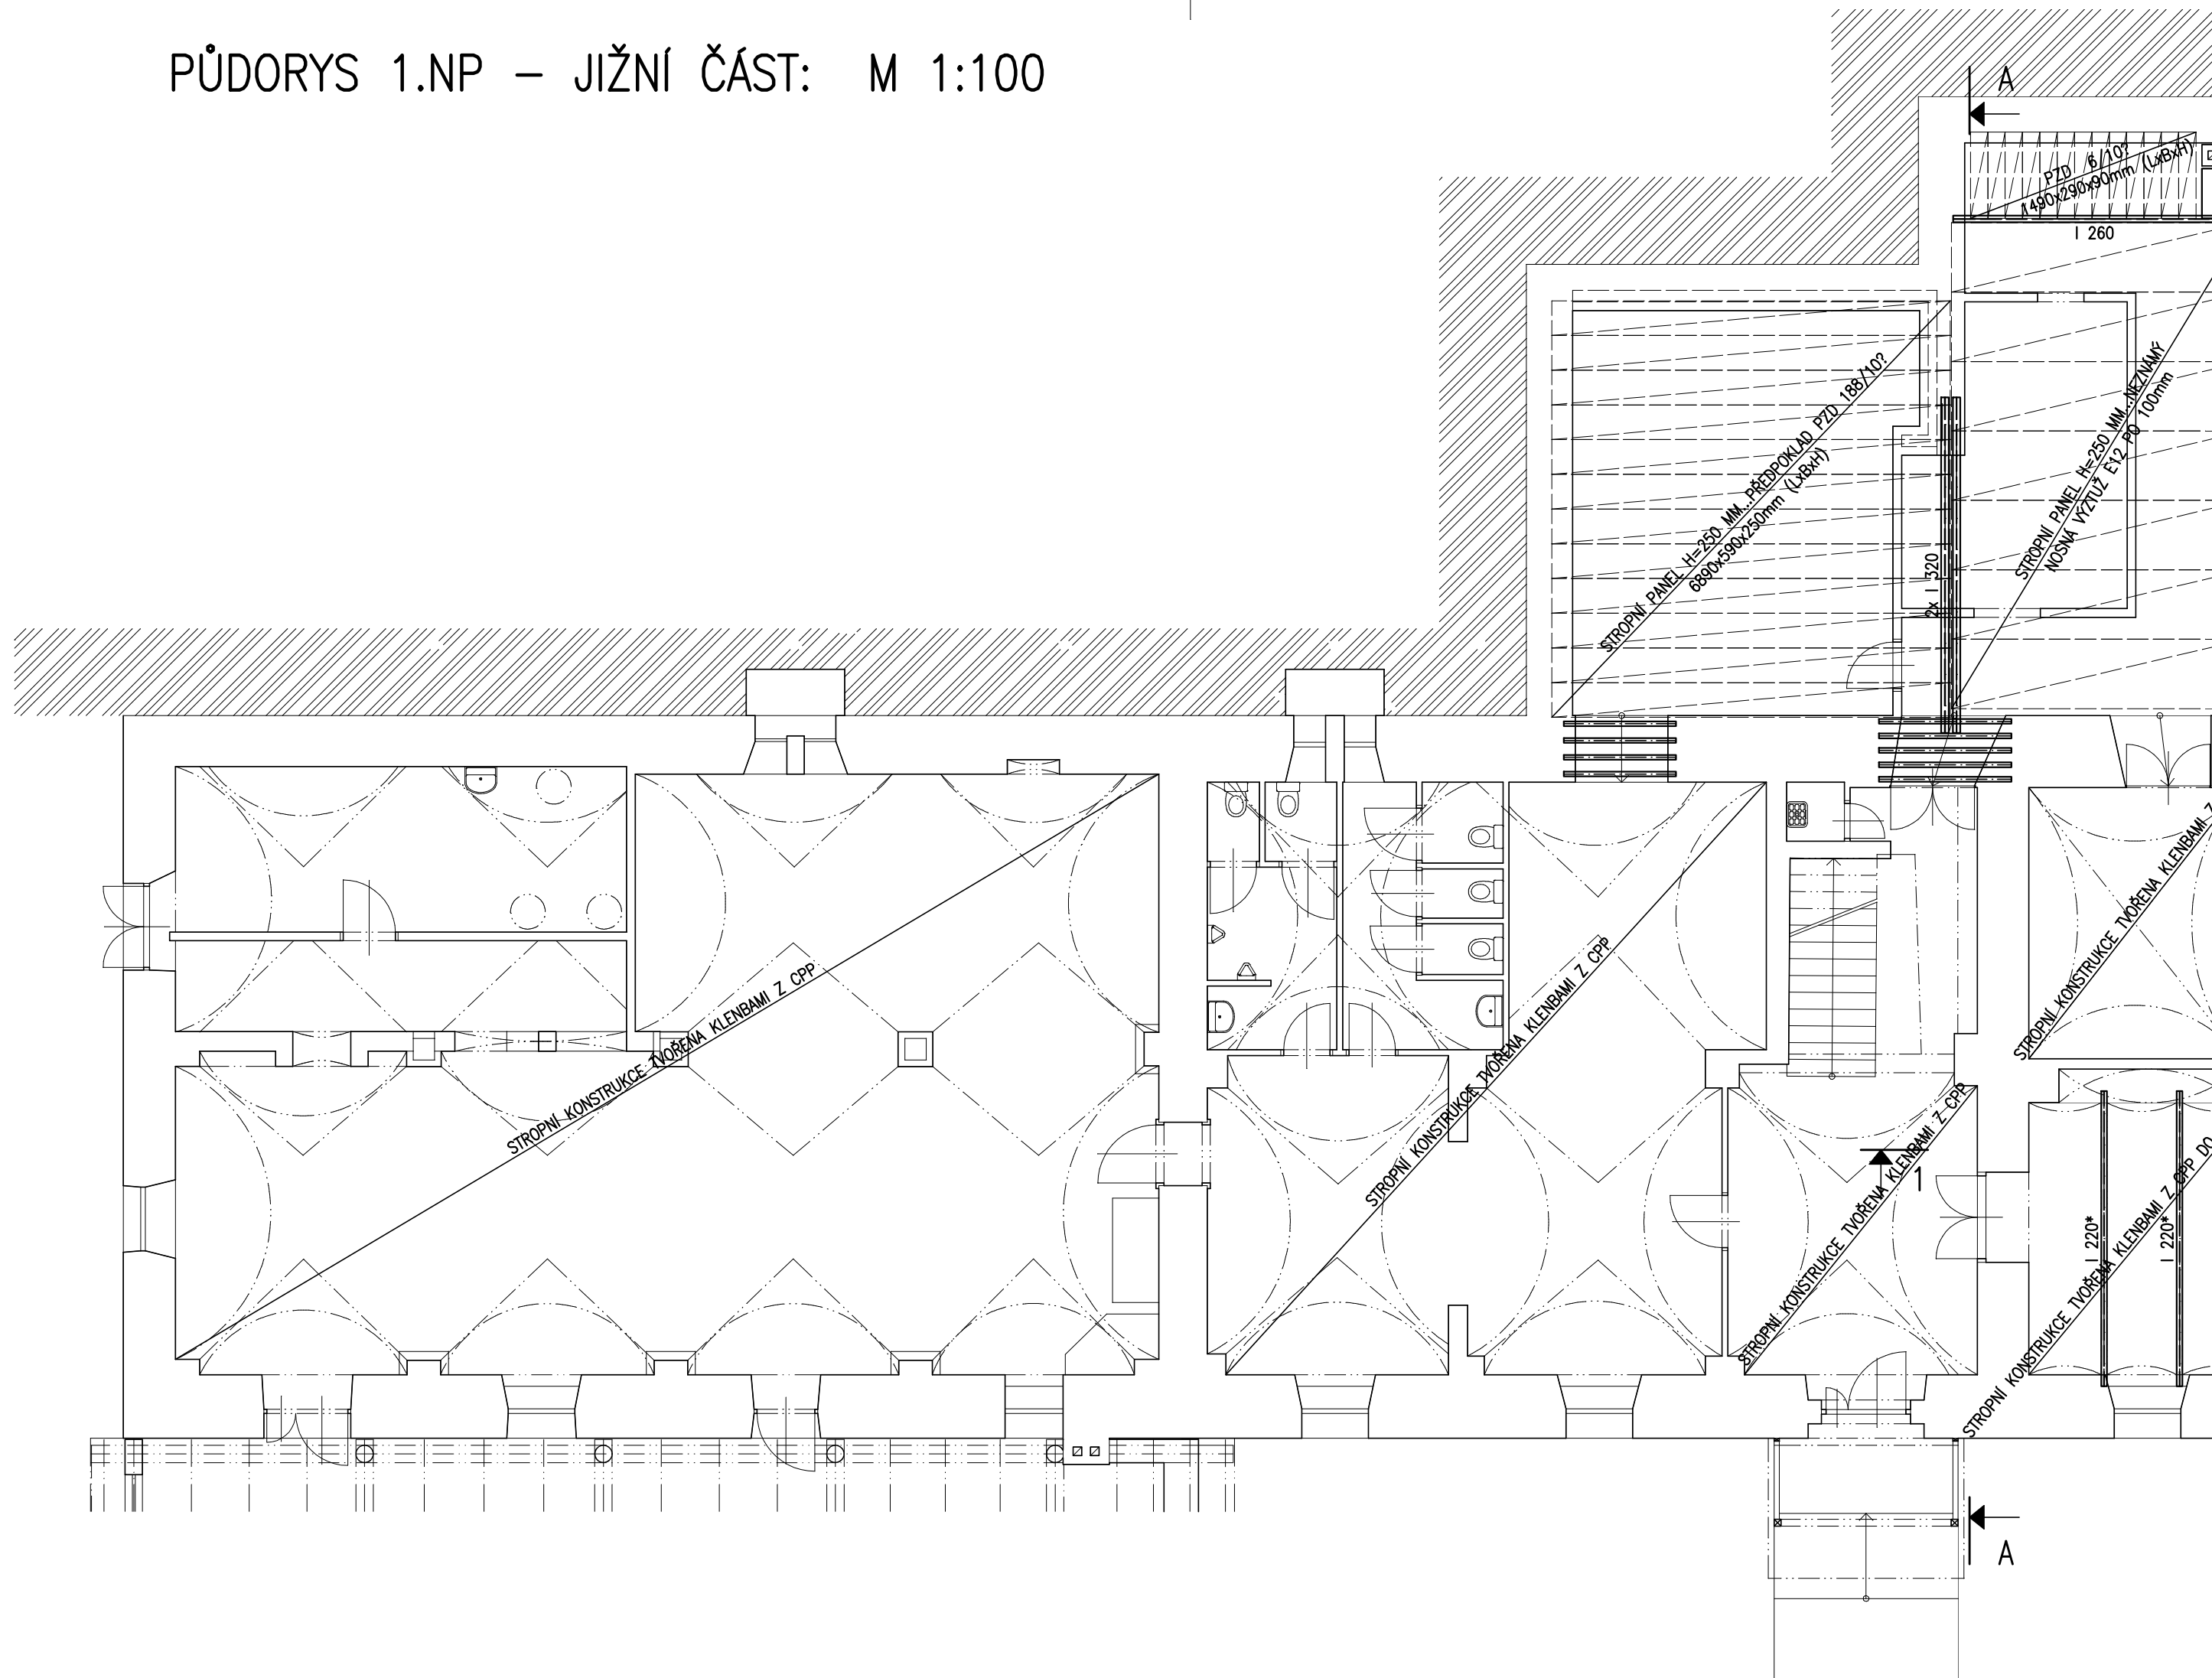 PŮDORYS 1.NP – JIŽNÍ ČÁST: M 1:100
A
PZD 6/10?
1490x290x90mm (LxBxH)
I 260
STROPNÍ PANEL H=250 MM..PŘEDPOKLAD PZD 188/10?
6890x590x250mm (LxBxH)
STROPNÍ PANEL H=250 MM..NEZNÁMÝ
NOSNÁ VÝZTUŽ E12 PO 100mm
2x I 320
STROPNÍ KONSTRUKCE TVOŘENA KLENBAMI Z CPP
STROPNÍ KONSTRUKCE TVOŘENA KLENBAMI Z CPP
STROPNÍ KONSTRUKCE TVOŘENA KLENBAMI Z CPP
STROPNÍ KONSTRUKCE TVOŘENA KLENBAMI Z
1
I 220*
I 220*
STROPNÍ KONSTRUKCE TVOŘENA KLENBAMI Z CPP DO
A